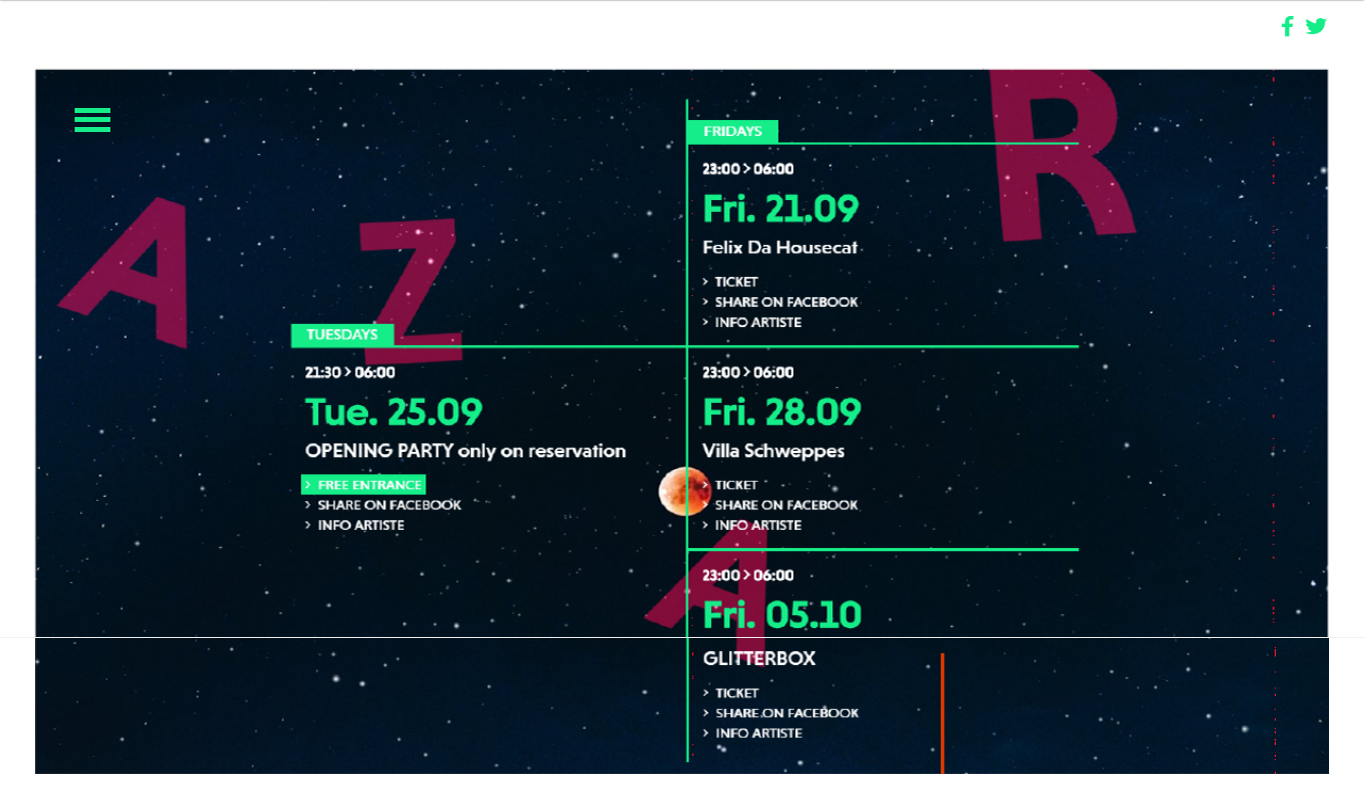 A Z A R
FRIDAYS
23:00 > 06:00
Fri. 21.09
Felix Da Housecat
> TICKET
> SHARE ON FACEBOOK
> INFO ARTISTE
TUESDAYS
21:30 > 06:00
Tue. 25.09
OPENING PARTY only on reservation
> FREE ENTRANCE
> SHARE ON FACEBOOK
> INFO ARTISTE
23:00 > 06:00
Fri. 28.09
Villa Schweppes
> TICKET
> SHARE ON FACEBOOK
> INFO ARTISTE
23:00 > 06:00
Fri. 05.10
GLITTERBOX
> TICKET
> SHARE ON FACEBOOK
> INFO ARTISTE